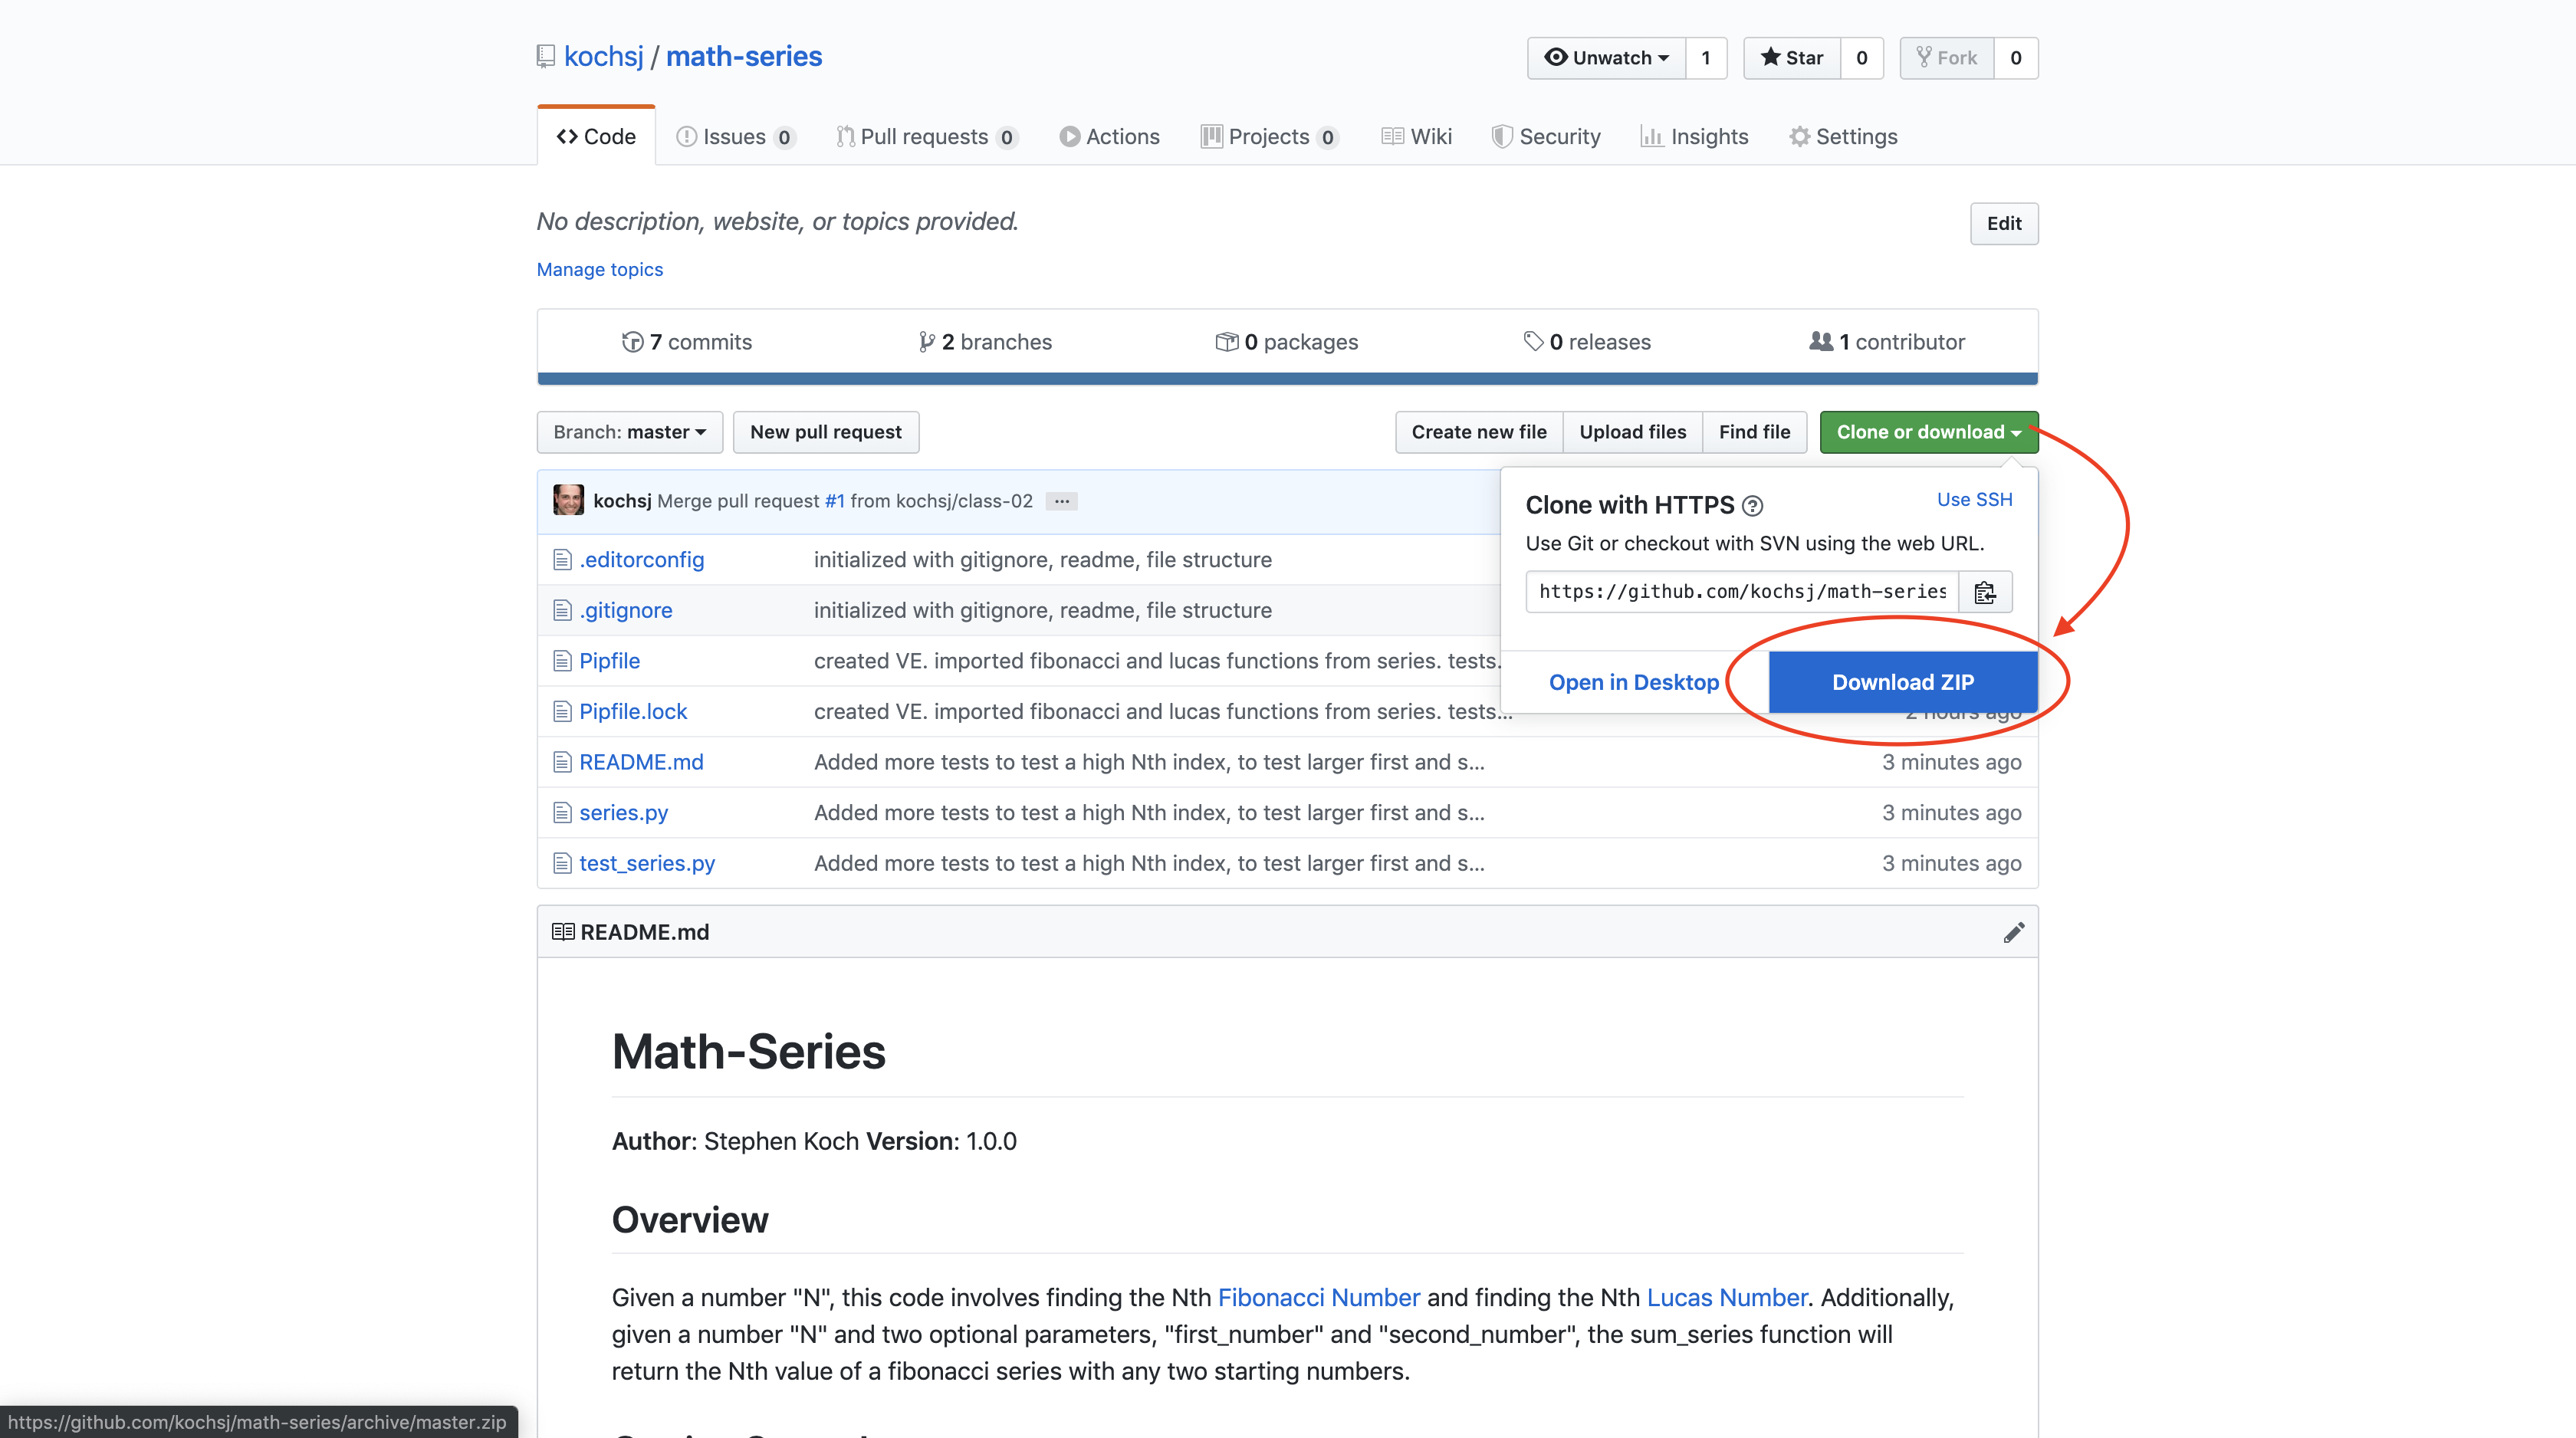 kochsj / math-series
Unwatch 1 Star 0 Fork 0
Code Issues 0 Pull requests 0 Actions Projects 0 Wiki Security Insights Settings
No description, website, or topics provided.
Edit
Manage topics
7 commits 2 branches 0 packages 0 releases 1 contributor
Branch: master New pull request Create new file Upload files Find file Clone or download
kochsj Merge pull request #1 from kochsj/class-02 ...
Clone with HTTPS ?
Use SSH
Use Git or checkout with SVN using the web URL.
https://github.com/kochsj/math-series
Open in Desktop Download ZIP
.editorconfig initialized with gitignore, readme, file structure
.gitignore initialized with gitignore, readme, file structure
Pipfile created VE. imported fibonacci and lucas functions from series. tests...
Pipfile.lock created VE. imported fibonacci and lucas functions from series. tests... 2 hours ago
README.md Added more tests to test a high Nth index, to test larger first and s... 3 minutes ago
series.py Added more tests to test a high Nth index, to test larger first and s... 3 minutes ago
test_series.py Added more tests to test a high Nth index, to test larger first and s... 3 minutes ago
README.md
Math-Series
Author: Stephen Koch Version: 1.0.0
Overview
Given a number "N", this code involves finding the Nth Fibonacci Number and finding the Nth Lucas Number. Additionally,
given a number "N" and two optional parameters, "first_number" and "second_number", the sum_series function will
return the Nth value of a fibonacci series with any two starting numbers.
https://github.com/kochsj/math-series/archive/master.zip